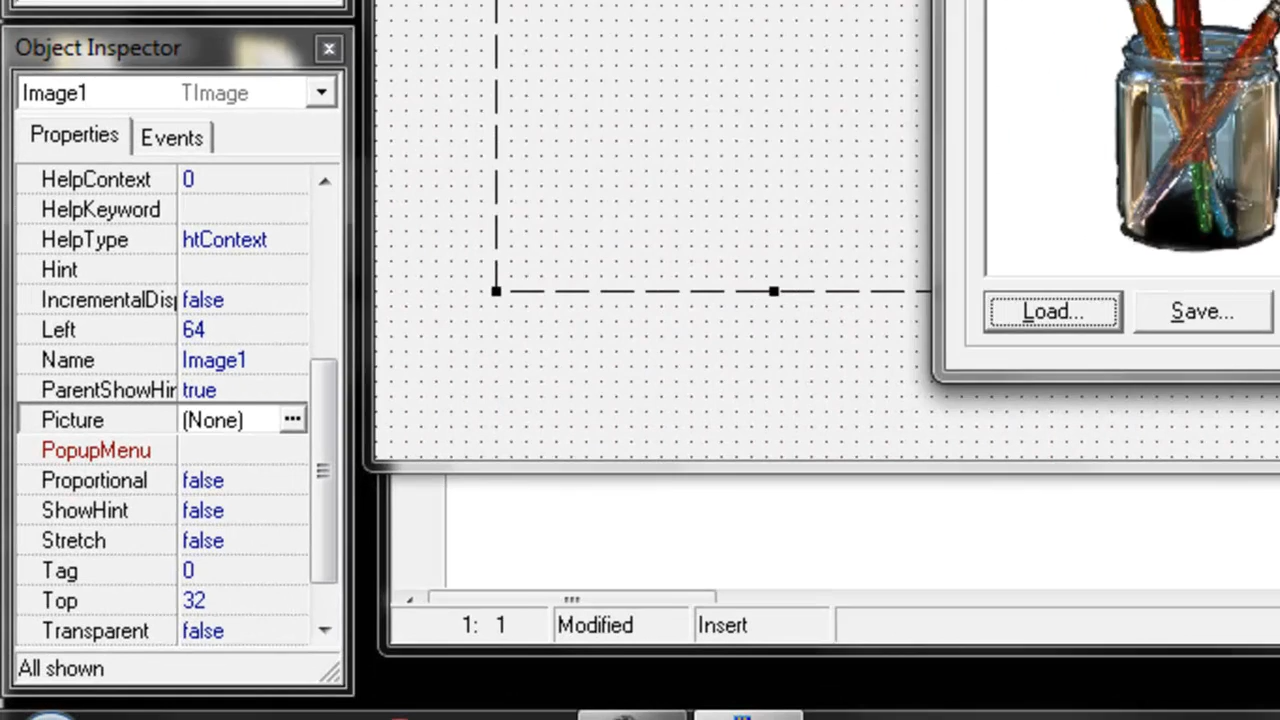 Object Inspector
Image1 TImage
Properties Events
HelpContext 0
HelpKeyword
HelpType htContext
Hint
IncrementalDisp false
Left 64
Name Image1
ParentShowHin true
Picture (None) ...
PopupMenu
Proportional false
ShowHint false
Stretch false
Tag 0
Top 32
Transparent false
All shown
Load... Save...
1: 1 Modified Insert